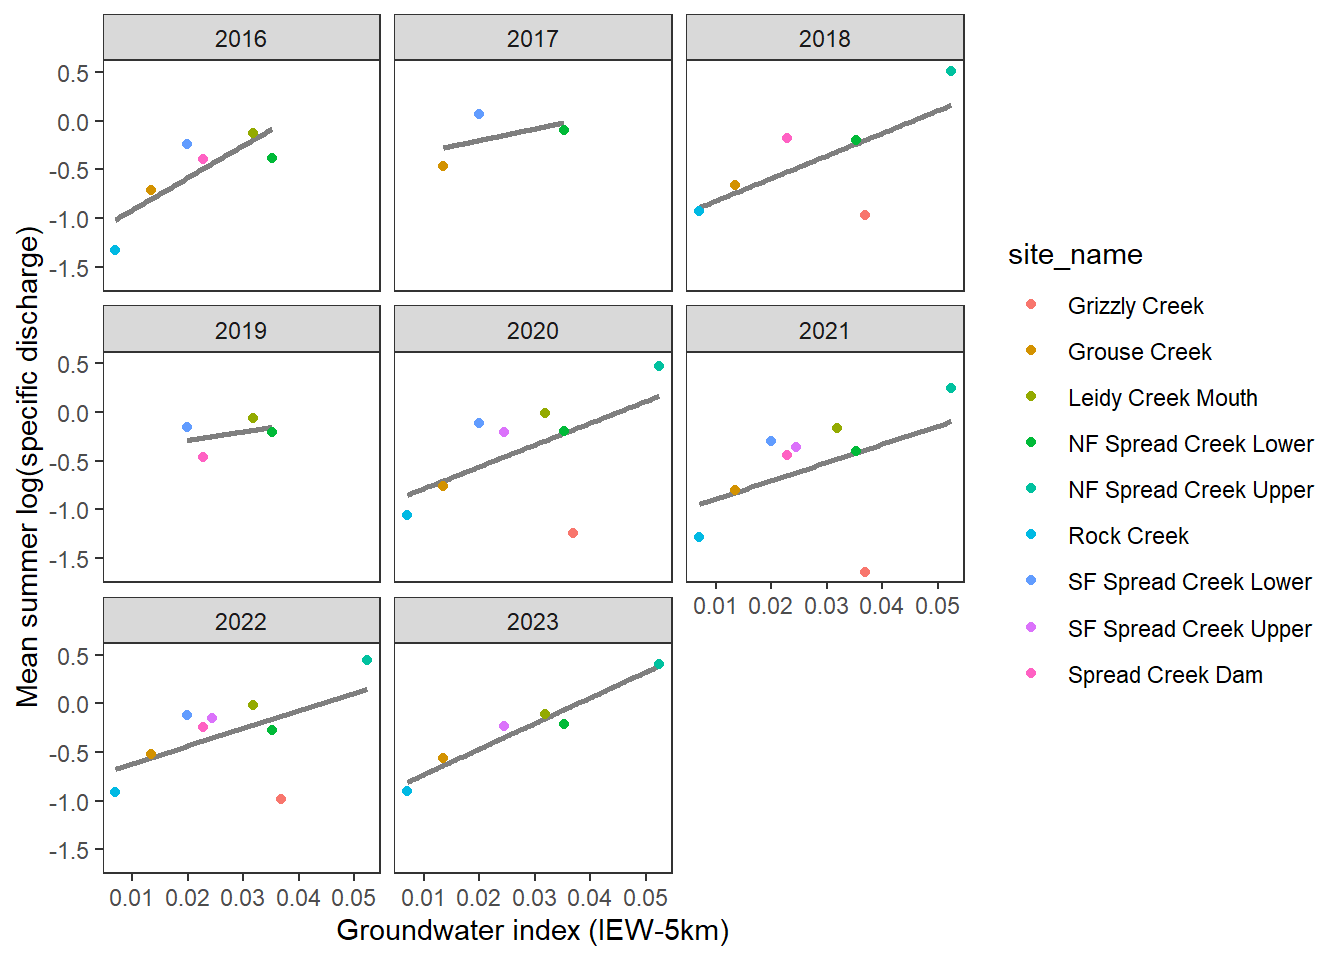 2016
2017
2018
0.5
0.0
-0.5
-1.0
-1.5
2019
2020
2021
0.5
0.0
-0.5
-1.0
-1.5
0.01 0.02 0.03 0.04 0.05
2022
2023
0.5
0.0
-0.5
-1.0
-1.5
0.01 0.02 0.03 0.04 0.05
0.01 0.02 0.03 0.04 0.05
Groundwater index (IEW-5km)
Mean summer log(specific discharge)
site_name
Grizzly Creek
Grouse Creek
Leidy Creek Mouth
NF Spread Creek Lower
NF Spread Creek Upper
Rock Creek
SF Spread Creek Lower
SF Spread Creek Upper
Spread Creek Dam